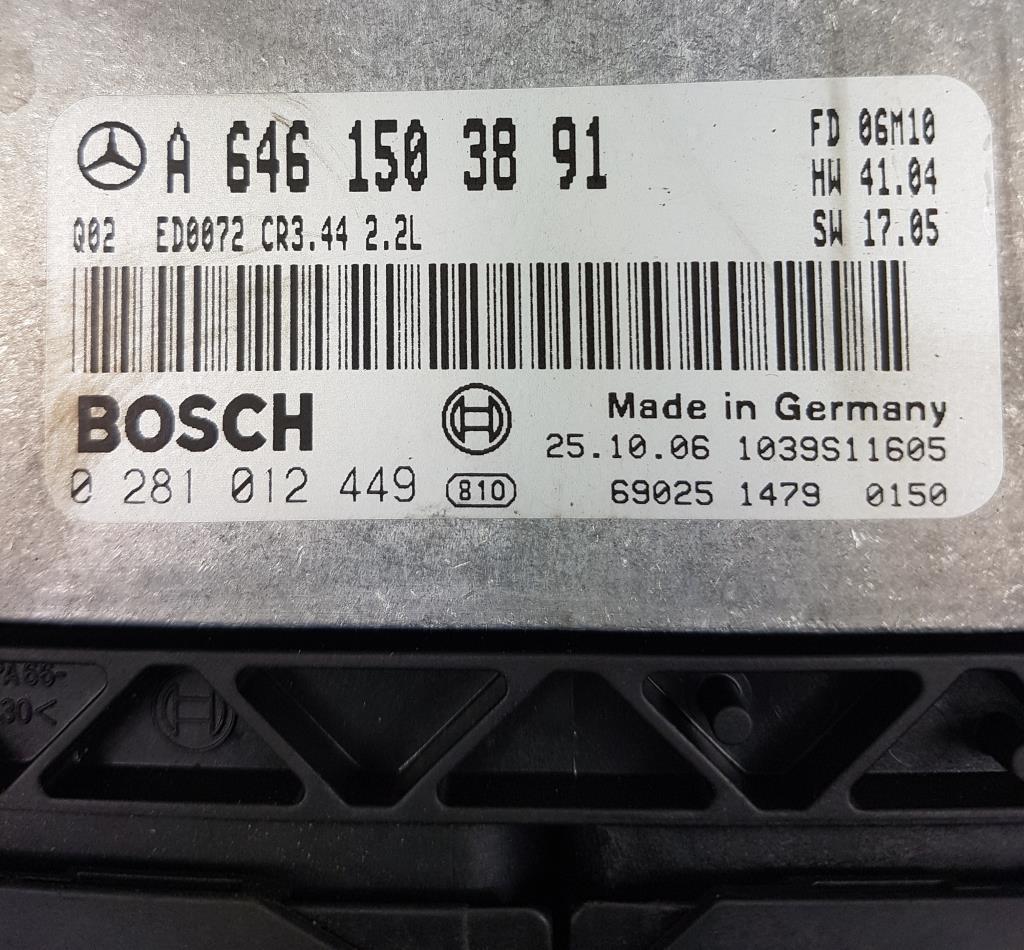 A 646 150 38 91
FD 06M10
HW 41.04
SW 17.05
Q02 ED0072 CR3.44 2.2L
BOSCH
Made in Germany
25.10.06 1039S11605
0 281 012 449
810
69025 1479 0150
30<